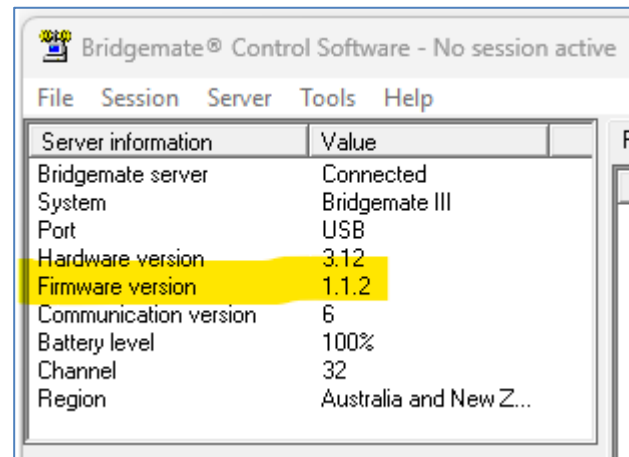 Bridgemate® Control Software - No session active
File Session Server Tools Help
Server information Value
Bridgemate server Connected
System Bridgemate III
Port USB
Hardware version 3.12
Firmware version 1.1.2
Communication version 6
Battery level 100%
Channel 32
Region Australia and New Z...